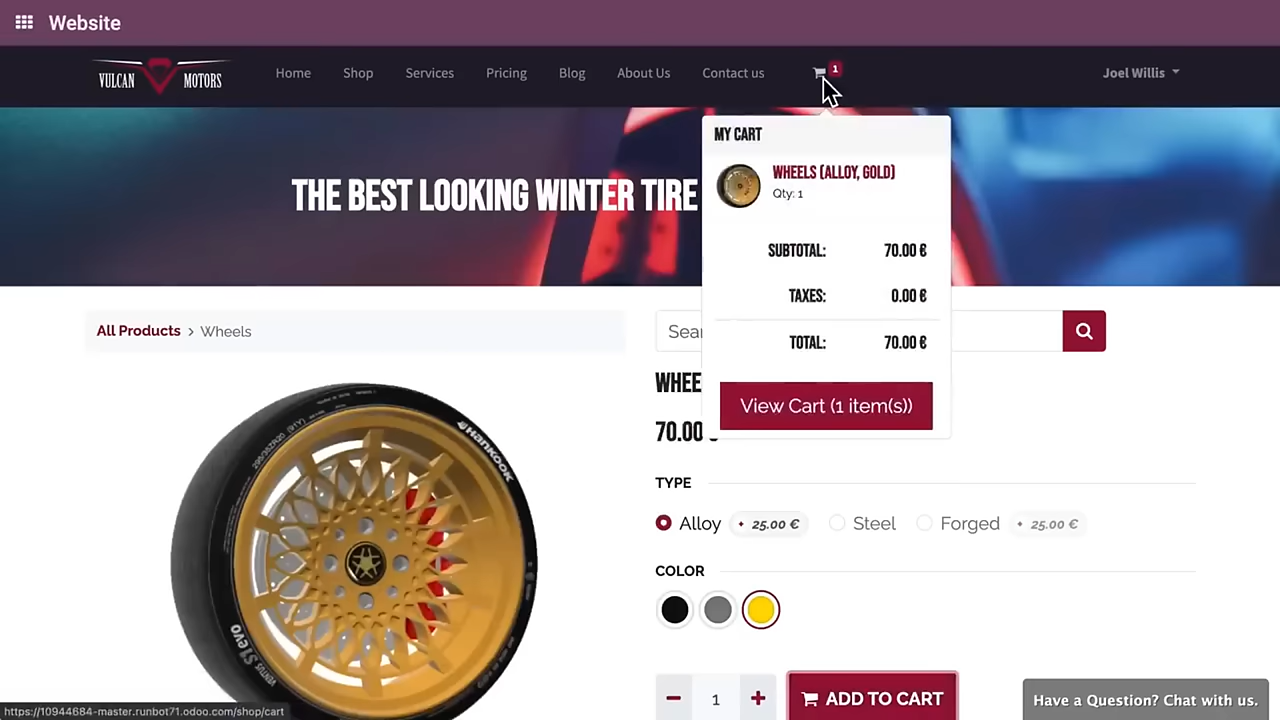 Website
VULCAN MOTORS
Home Shop Services Pricing Blog About Us Contact us 1 Joel Willis
MY CART
WHEELS (ALLOY, GOLD)
Qty: 1
THE BEST LOOKING WINTER TIRE
SUBTOTAL: 70.00 €
TAXES: 0.00 €
TOTAL: 70.00 €
View Cart (1 item(s))
All Products > Wheels
Sear
WHEE
70.00
TYPE
Alloy + 25.00 € Steel Forged + 25.00 €
COLOR
HANKOOK
VENTUS S1 evo
1
ADD TO CART
Have a Question? Chat with us.
https://10944684-master.runbot71.odoo.com/shop/cart